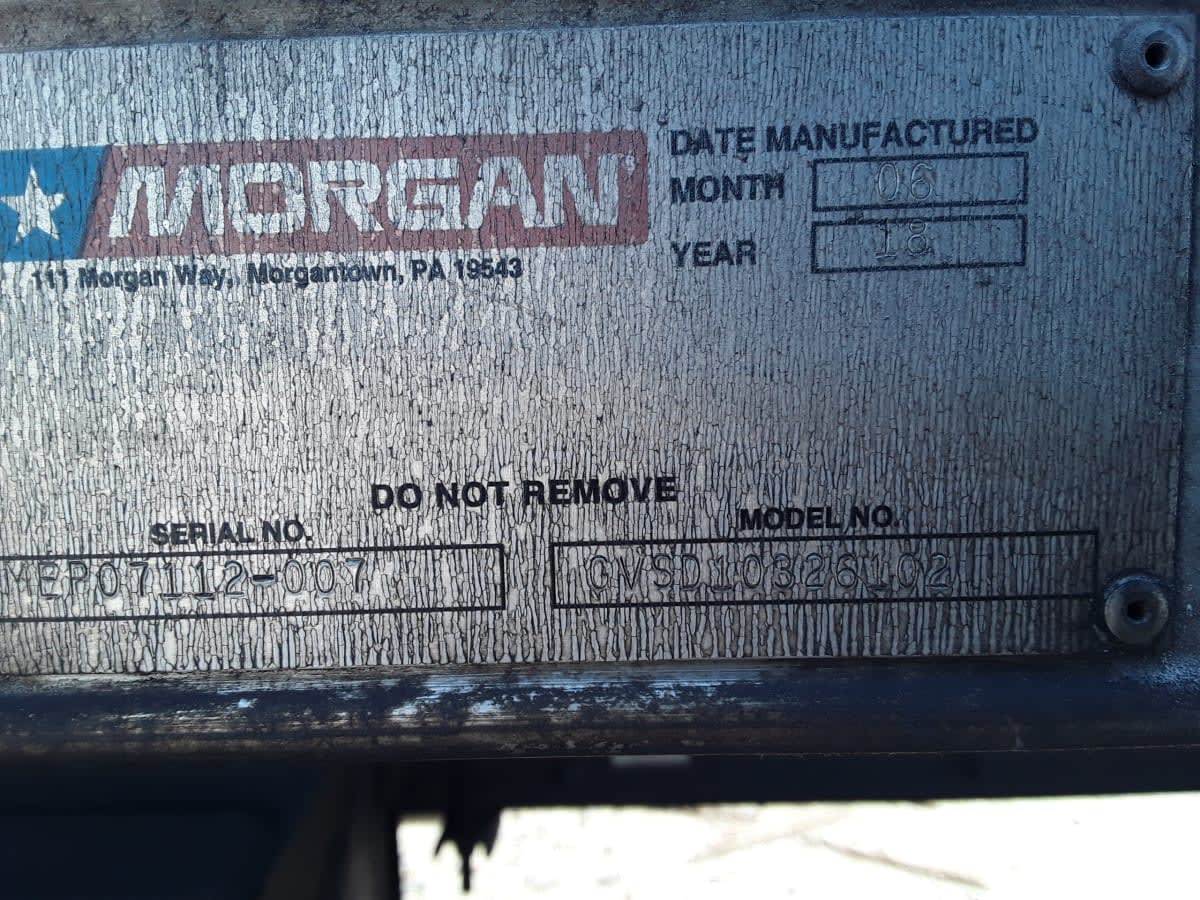 MORGAN
111 Morgan Way, Morgantown, PA 19543
DATE MANUFACTURED
MONTH 06
YEAR 18
DO NOT REMOVE
SERIAL NO.
MEP07112-007
MODEL NO.
GVSD10326102